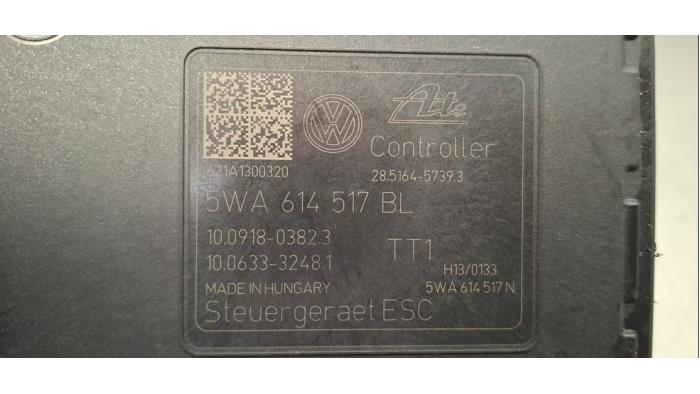 VW Ate
Controller
621A1300320 28.5164-5739.3
5WA 614 517 BL
10.0918-0382.3 TT1
10.0633-3248.1 H13/0133
MADE IN HUNGARY 5WA 614 517 N
Steuergeraet ESC